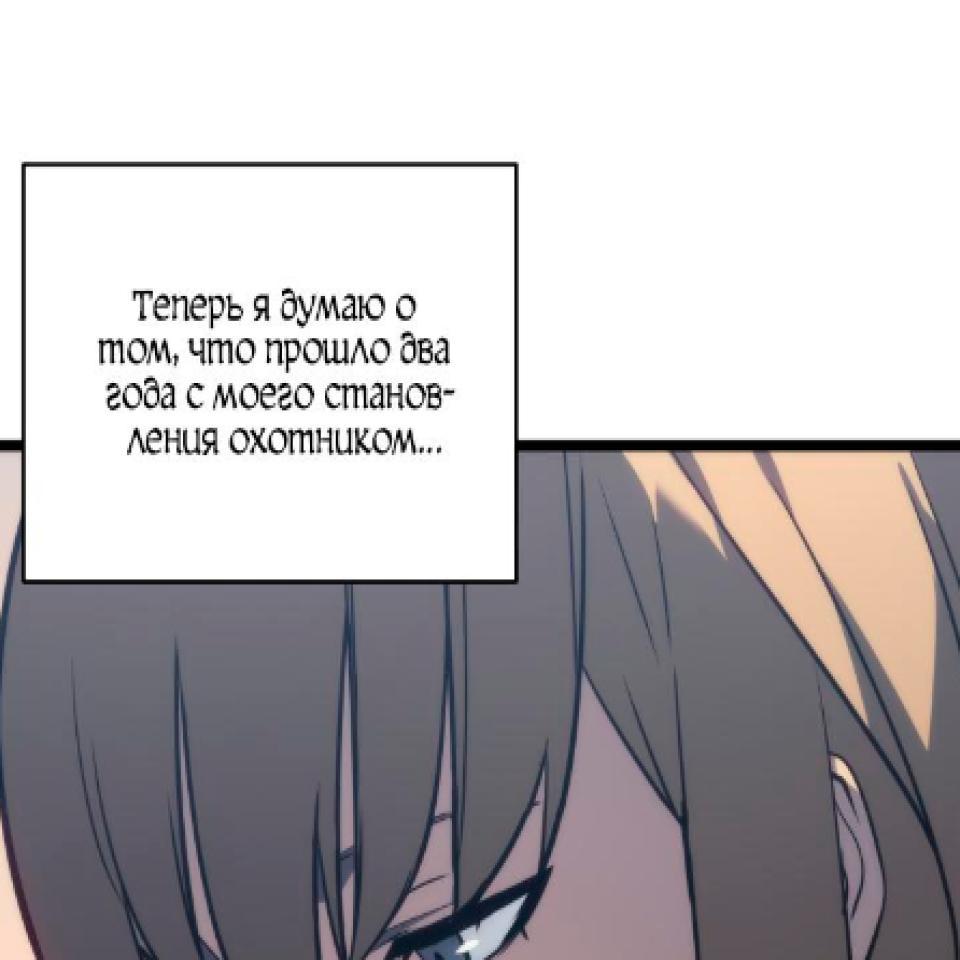 Теперь я думаю о
том, что прошло два
года с моего станов-
ления охотником...